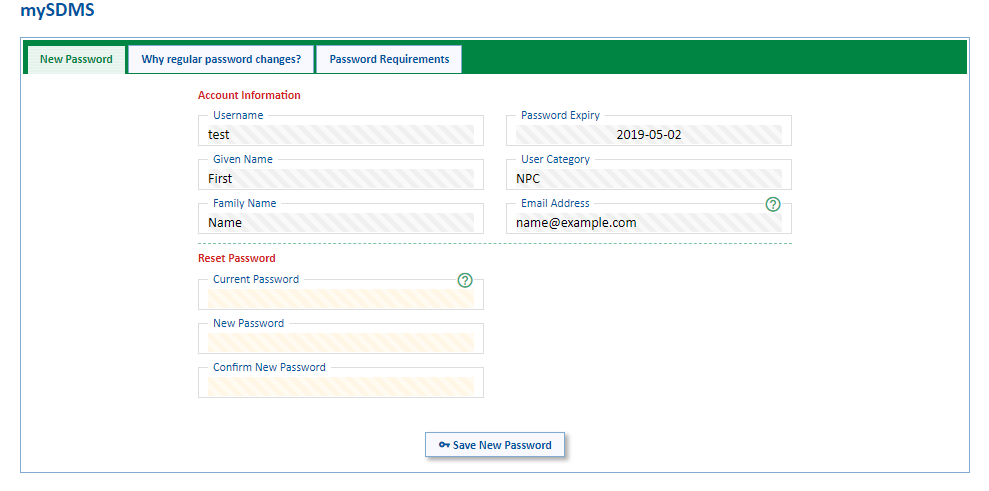 mySDMS
New Password Why regular password changes? Password Requirements
Account Information
Username Password Expiry
test 2019-05-02
Given Name User Category
First NPC
Family Name Email Address ?
Name name@example.com
Reset Password
Current Password ?
New Password
Confirm New Password
Save New Password